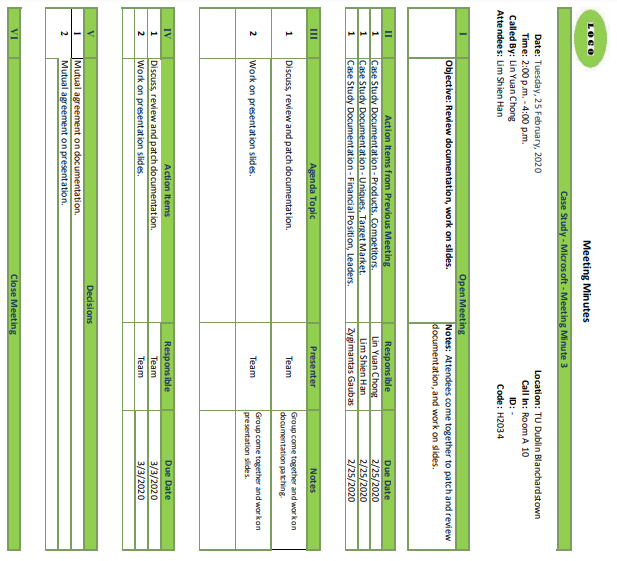 LOGO
Meeting Minutes
Case Study - Microsoft - Meeting Minute 3
Date: Tuesday, 25 February, 2020 Location: TU Dublin Blanchardstown
Time: 2:00 p.m. - 4:00 p.m. Call In: Room A 10
Called By: Lin Yuan Chong ID: -
Attendees: Lim Shien Han Code: H2034
I Open Meeting
Objective: Review documentation, work on slides. Notes: Attendees come together to patch and review
documentation, and work on slides.
II Action Items from Previous Meeting Responsible Due Date
1 Case Study Documentation - Products, Competitors. Lin Yuan Chong 2/25/2020
1 Case Study Documentation - Uniques, Target Market. Lim Shien Han 2/25/2020
1 Case Study Documentation - Financial Position, Leaders. Zygimantas Gaubas 2/25/2020
III Agenda Topic Presenter Notes
1 Discuss, review and patch documentation. Team Group come together and work on
documentation patching.
2 Work on presentation slides. Team Group come together and work on
presentation slides.
IV Action Items Responsible Due Date
1 Discuss, review and patch documentation. Team 3/3/2020
2 Work on presentation slides. Team 3/3/2020
V Decisions
1 Mutual agreement on documentation.
2 Mutual agreement on presentation.
VI Close Meeting